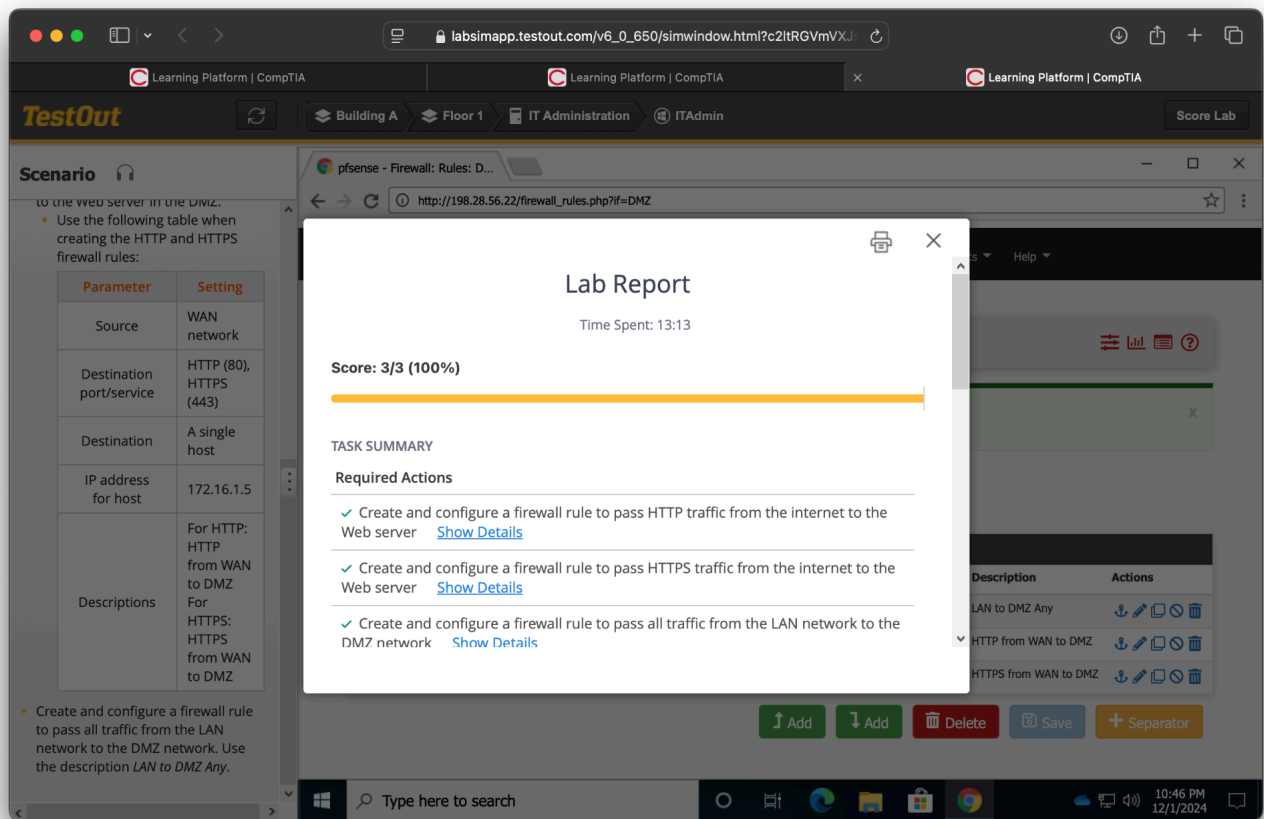 labsimapp.testout.com/v6_0_650/simwindow.html?c2ltRGVmVXJ
Learning Platform | CompTIA
Learning Platform | CompTIA
Learning Platform | CompTIA
TestOut
Building A
Floor 1
IT Administration
ITAdmin
Score Lab
Scenario
to the Web server in the DMZ.
• Use the following table when
creating the HTTP and HTTPS
firewall rules:
Parameter Setting
Source WAN
network
Destination
port/service
HTTP (80),
HTTPS
(443)
Destination
A single
host
IP address
for host
172.16.1.5
Descriptions
For HTTP:
HTTP
from WAN
to DMZ
For
HTTPS:
HTTPS
from WAN
to DMZ
• Create and configure a firewall rule
to pass all traffic from the LAN
network to the DMZ network. Use
the description LAN to DMZ Any.
pfsense - Firewall: Rules: D...
http://198.28.56.22/firewall_rules.php?if=DMZ
Help
Lab Report
Time Spent: 13:13
Score: 3/3 (100%)
TASK SUMMARY
Required Actions
✓ Create and configure a firewall rule to pass HTTP traffic from the internet to the
Web server Show Details
✓ Create and configure a firewall rule to pass HTTPS traffic from the internet to the
Web server Show Details
✓ Create and configure a firewall rule to pass all traffic from the LAN network to the
DMZ network Show Details
Description Actions
LAN to DMZ Any
HTTP from WAN to DMZ
HTTPS from WAN to DMZ
Add
Add
Delete
Save
Separator
Type here to search
10:46 PM
12/1/2024